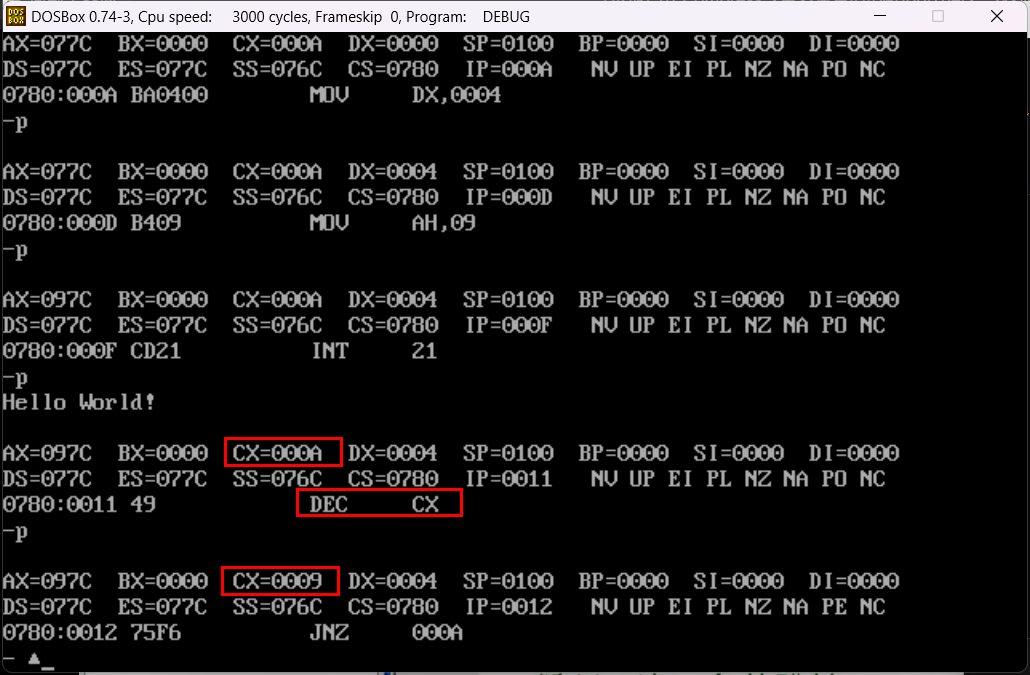 DOSBox 0.74-3, Cpu speed: 3000 cycles, Frameskip 0, Program: DEBUG
AX=077C BX=0000 CX=000A DX=0000 SP=0100 BP=0000 SI=0000 DI=0000
DS=077C ES=077C SS=076C CS=0780 IP=000A NV UP EI PL NZ NA PO NC
0780:000A BA0400 MOV DX,0004
-p
AX=077C BX=0000 CX=000A DX=0004 SP=0100 BP=0000 SI=0000 DI=0000
DS=077C ES=077C SS=076C CS=0780 IP=000D NV UP EI PL NZ NA PO NC
0780:000D B409 MOV AH,09
-p
AX=097C BX=0000 CX=000A DX=0004 SP=0100 BP=0000 SI=0000 DI=0000
DS=077C ES=077C SS=076C CS=0780 IP=000F NV UP EI PL NZ NA PO NC
0780:000F CD21 INT 21
-p
Hello World!
AX=097C BX=0000 CX=000A DX=0004 SP=0100 BP=0000 SI=0000 DI=0000
DS=077C ES=077C SS=076C CS=0780 IP=0011 NV UP EI PL NZ NA PO NC
0780:0011 49 DEC CX
-p
AX=097C BX=0000 CX=0009 DX=0004 SP=0100 BP=0000 SI=0000 DI=0000
DS=077C ES=077C SS=076C CS=0780 IP=0012 NV UP EI PL NZ NA PE NC
0780:0012 75F6 JNZ 000A
- ▲_